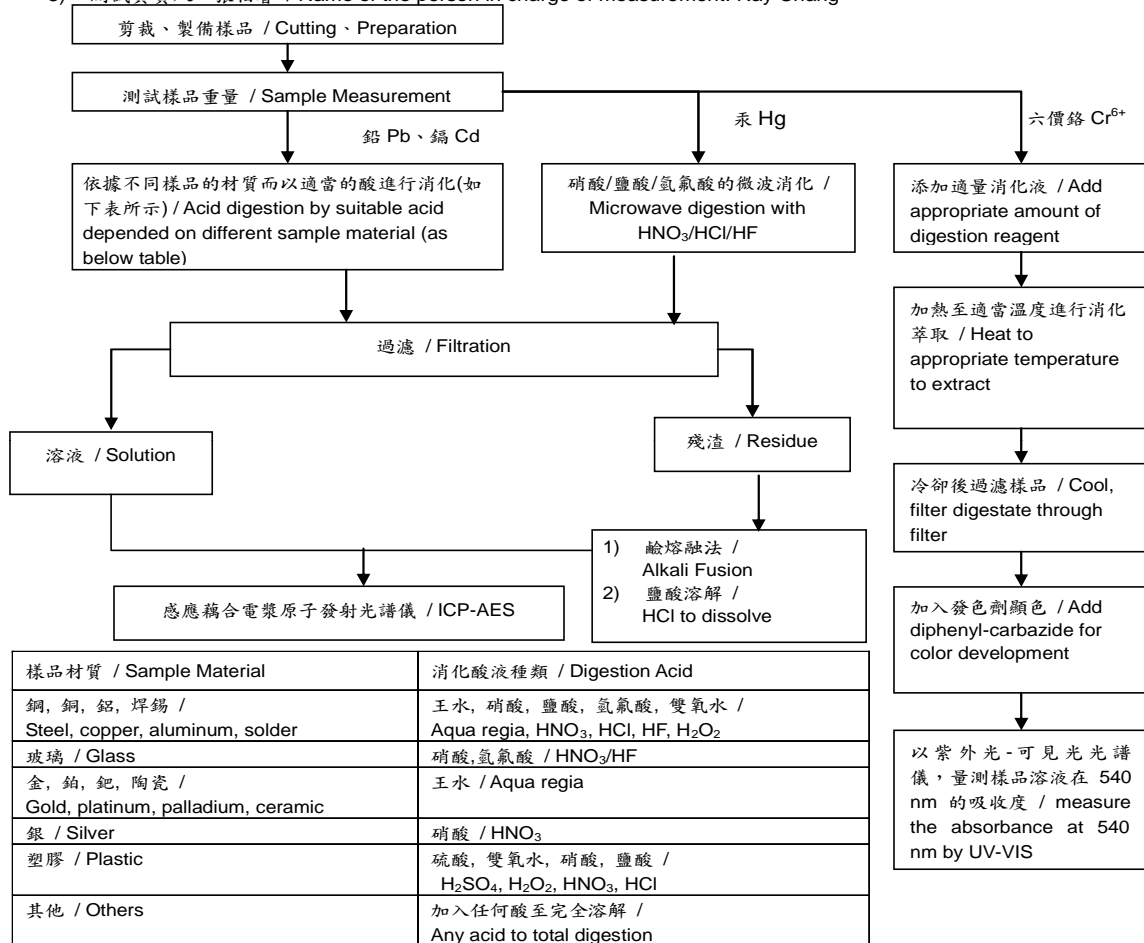 Name of the person in charge of measurement: Ray Chang
剪裁、製備樣品 / Cutting、Preparation
測試樣品重量 / Sample Measurement
鉛 Pb、鎘 Cd
汞 Hg
六價鉻 Cr6+
依據不同樣品的材質而以適當的酸進行消化(如
下表所示) / Acid digestion by suitable acid
depended on different sample material (as
below table)
硝酸/鹽酸/氫氟酸的微波消化 /
Microwave digestion with
HNO3/HCl/HF
添加適量消化液 / Add
appropriate amount of
digestion reagent
加熱至適當溫度進行消化
萃取 / Heat to
appropriate temperature
to extract
過濾 / Filtration
溶液 / Solution
殘渣 / Residue
冷卻後過濾樣品 / Cool,
filter digestate through
filter
1) 鹼熔融法 /
Alkali Fusion
2) 鹽酸溶解 /
HCl to dissolve
感應藕合電漿原子發射光譜儀 / ICP-AES
加入發色劑顯色 / Add
diphenyl-carbazide for
color development
以紫外光-可見光光譜
儀，量測樣品溶液在 540
nm 的吸收度 / measure
the absorbance at 540
nm by UV-VIS
樣品材質 / Sample Material
消化酸液種類 / Digestion Acid
鋼, 銅, 鋁, 焊錫 /
Steel, copper, aluminum, solder
王水, 硝酸, 鹽酸, 氫氟酸, 雙氧水 /
Aqua regia, HNO3, HCl, HF, H2O2
玻璃 / Glass
硝酸,氫氟酸 / HNO3/HF
金, 鉑, 鈀, 陶瓷 /
Gold, platinum, palladium, ceramic
王水 / Aqua regia
銀 / Silver
硝酸 / HNO3
塑膠 / Plastic
硫酸, 雙氧水, 硝酸, 鹽酸 /
H2SO4, H2O2, HNO3, HCl
其他 / Others
加入任何酸至完全溶解 /
Any acid to total digestion